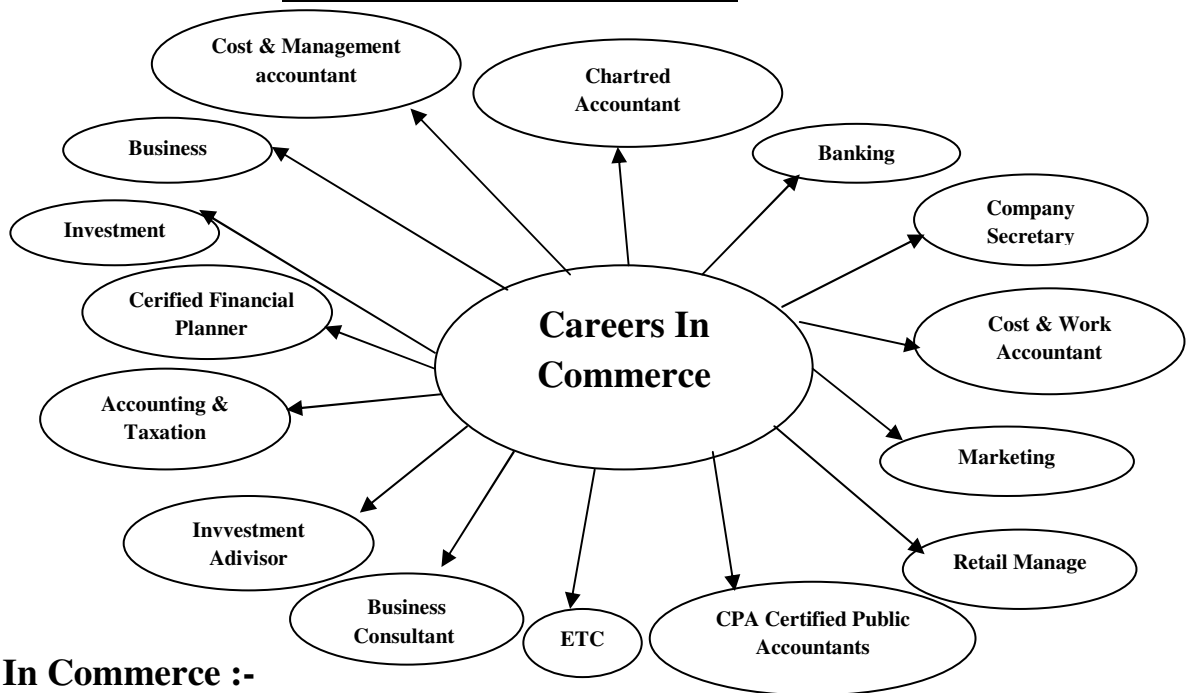 Cost & Management
accountant
Chartred
Accountant
Business
Banking
Company
Secretary
Investment
Cerified Financial
Planner
Careers In
Commerce
Cost & Work
Accountant
Accounting &
Taxation
Marketing
Invvestment
Adivisor
Retail Manage
Business
Consultant
ETC
CPA Certified Public
Accountants
In Commerce :-